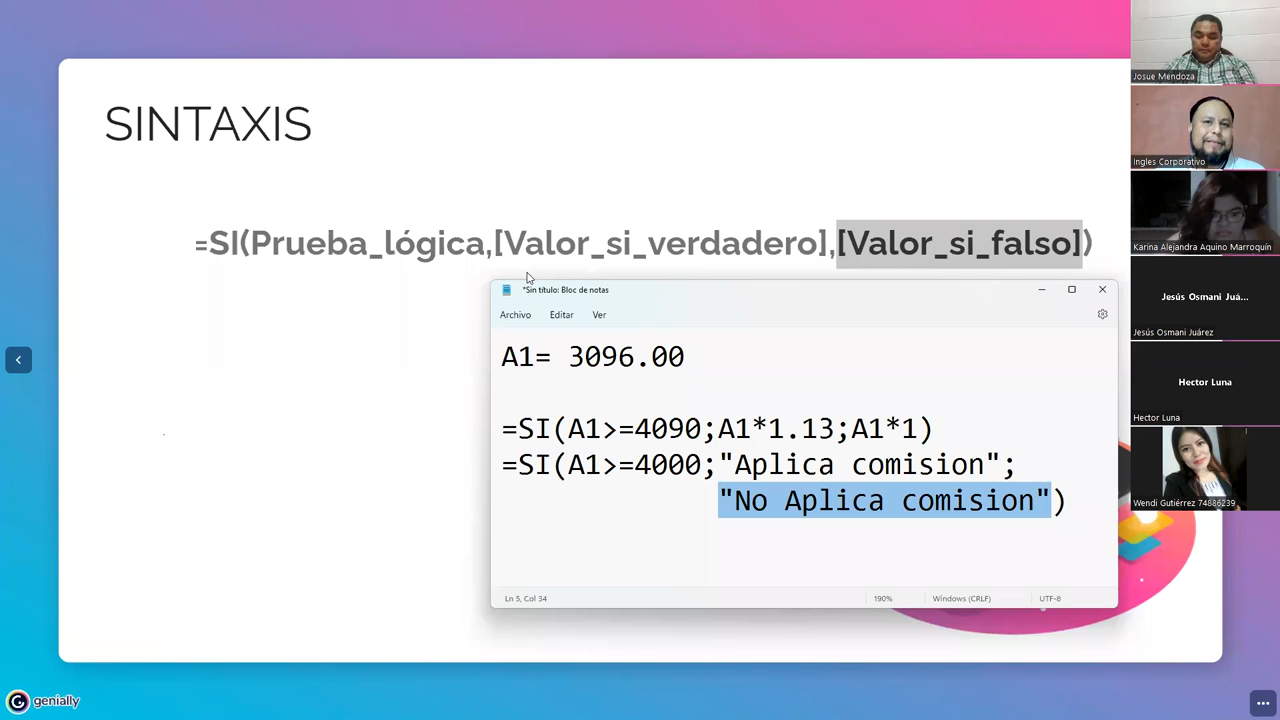 SINTAXIS
=SI(Prueba_lógica,[Valor_si_verdadero],[Valor_si_falso])
*Sin título: Bloc de notas
Archivo Editar Ver
A1= 3096.00
=SI(A1>=4090;A1*1.13;A1*1)
=SI(A1>=4000;"Aplica comision";
"No Aplica comision")
Ln 5, Col 34 190% Windows (CRLF) UTF-8
genially
Josue Mendoza
Ingles Corporativo
Karina Alejandra Aquino Marroquín
Jesús Osmani Juá...
Jesús Osmani Juárez
Hector Luna
Hector Luna
Wendi Gutiérrez 74886239